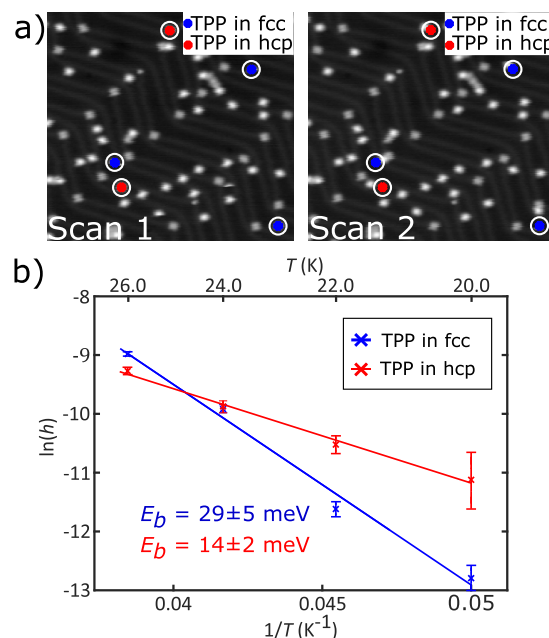 a)
TPP in fcc
TPP in hcp
Scan 1
TPP in fcc
TPP in hcp
Scan 2
b)
T (K)
26.0 24.0 22.0 20.0
-8
-9
-10
-11
-12
-13
ln(h)
TPP in fcc
TPP in hcp
E_b = 29±5 meV
E_b = 14±2 meV
0.04 0.045 0.05
1/T (K⁻¹)